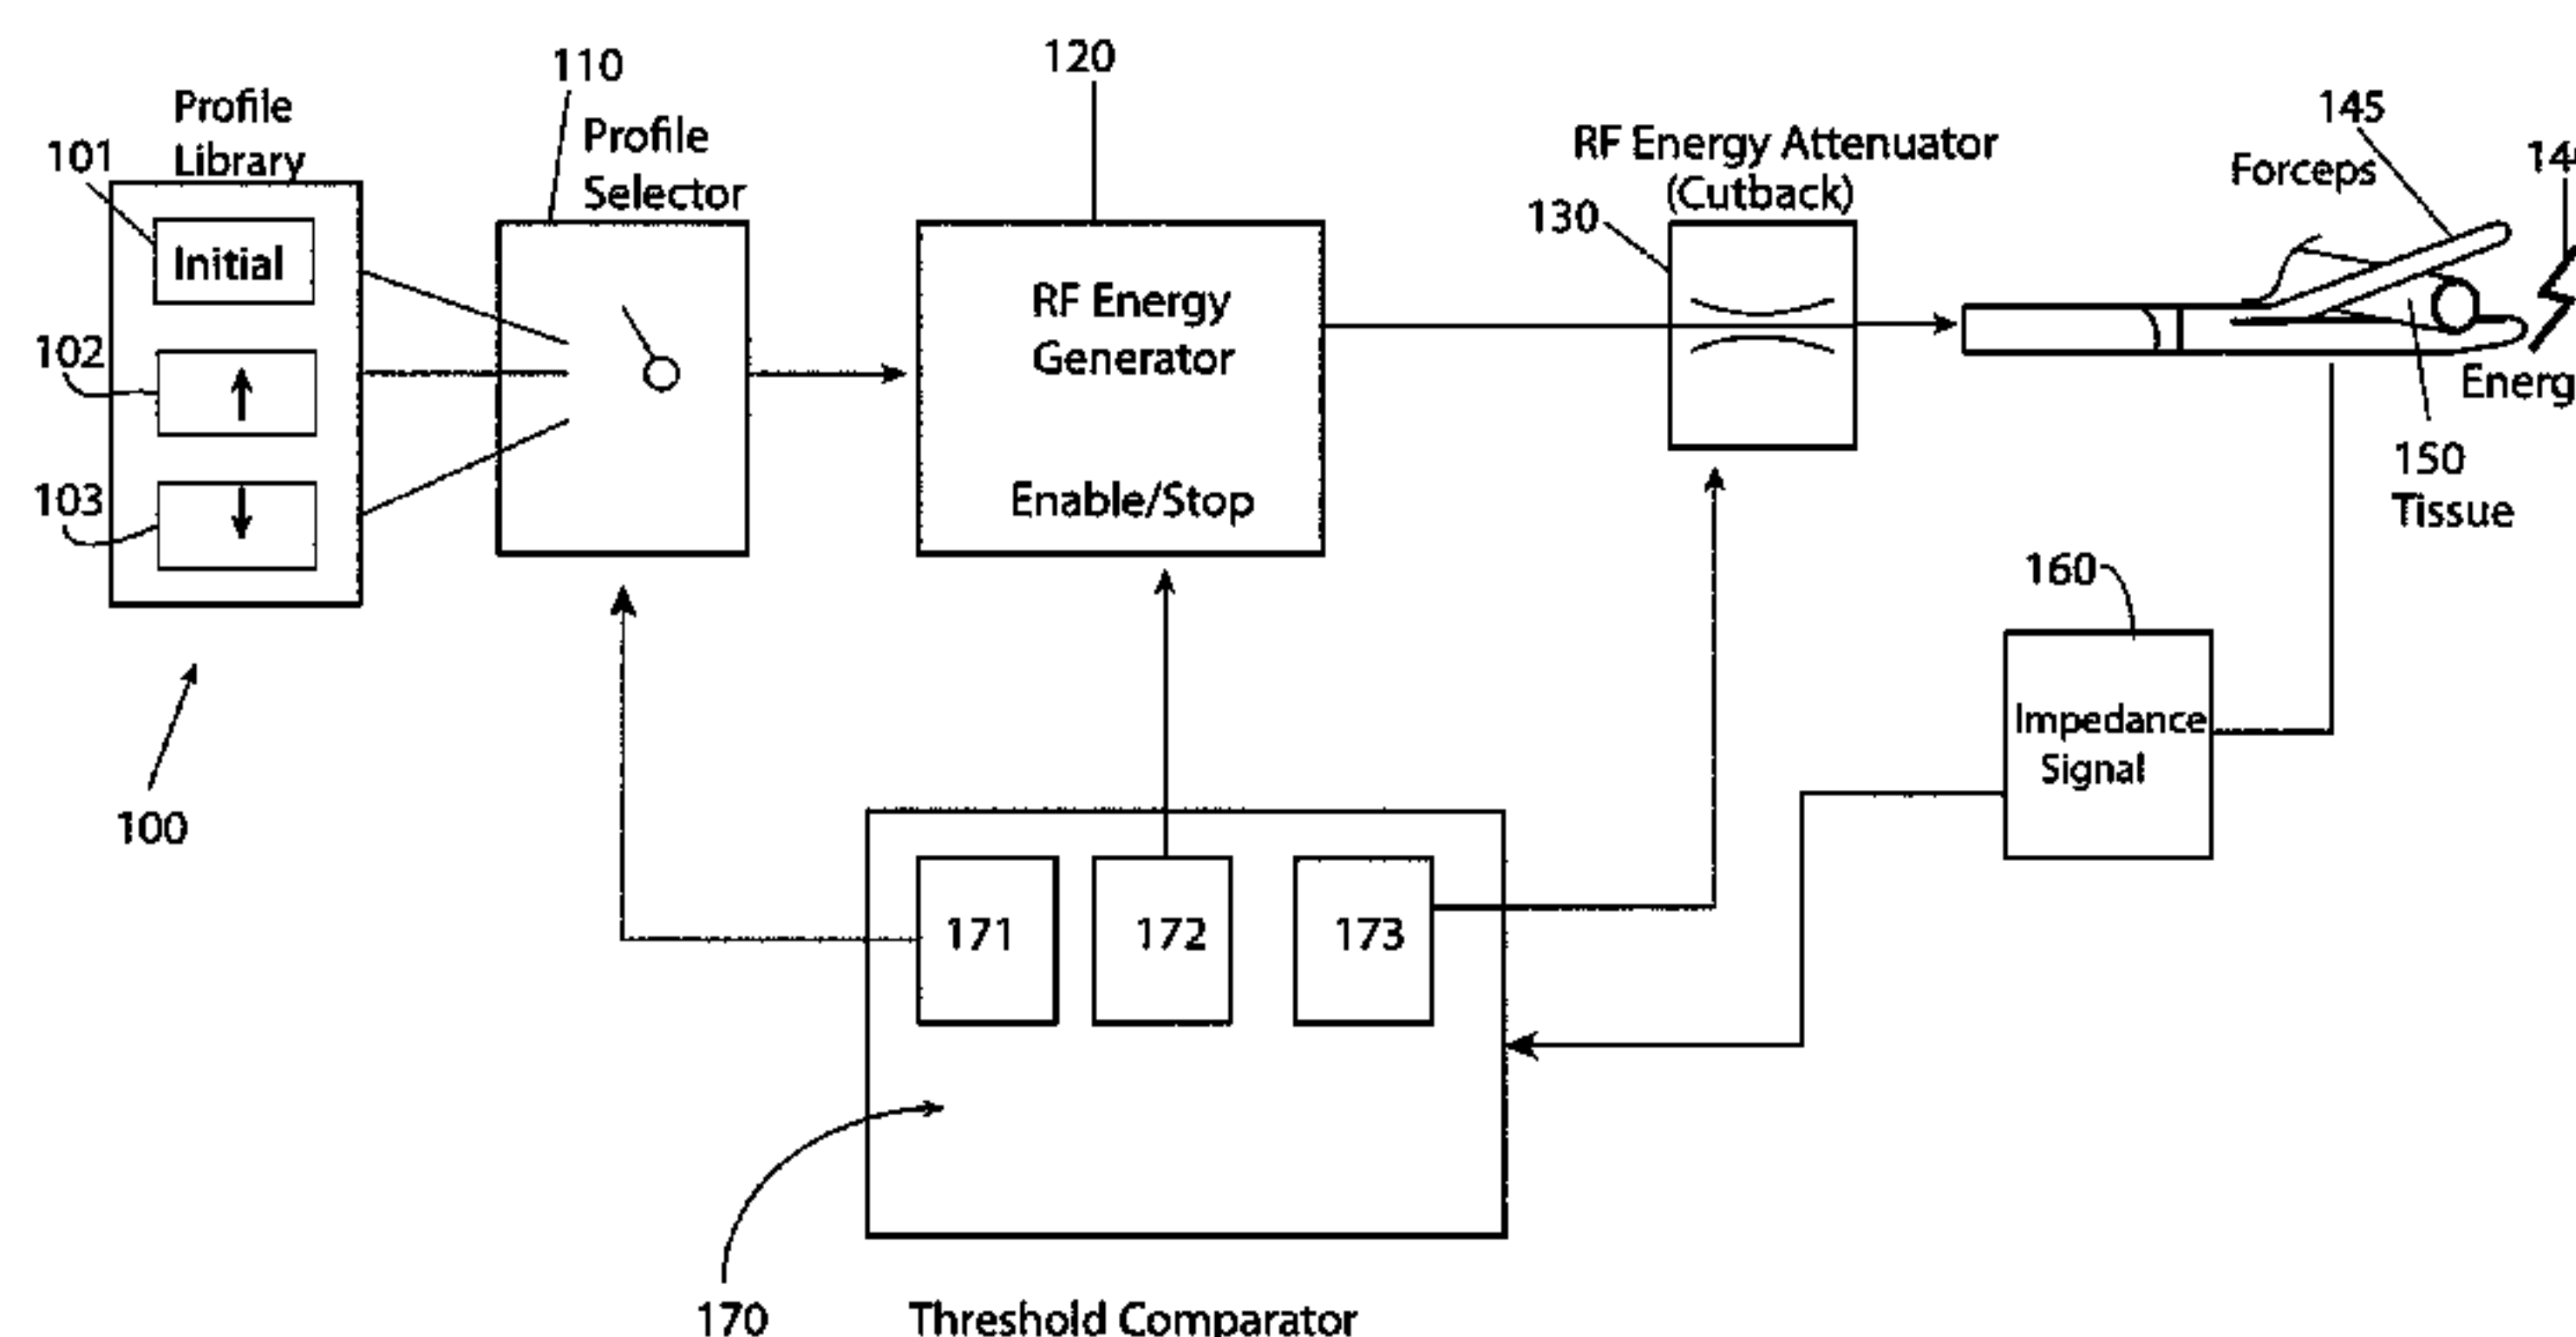 110
120
Profile
Library
101
Profile
Selector
RF Energy Attenuator
(Cutback)
130
145
Forceps
Initial
102
103
RF Energy
Generator
Enable/Stop
150
Tissue
160
Impedance
Signal
100
171
172
173
170
Threshold Comparator